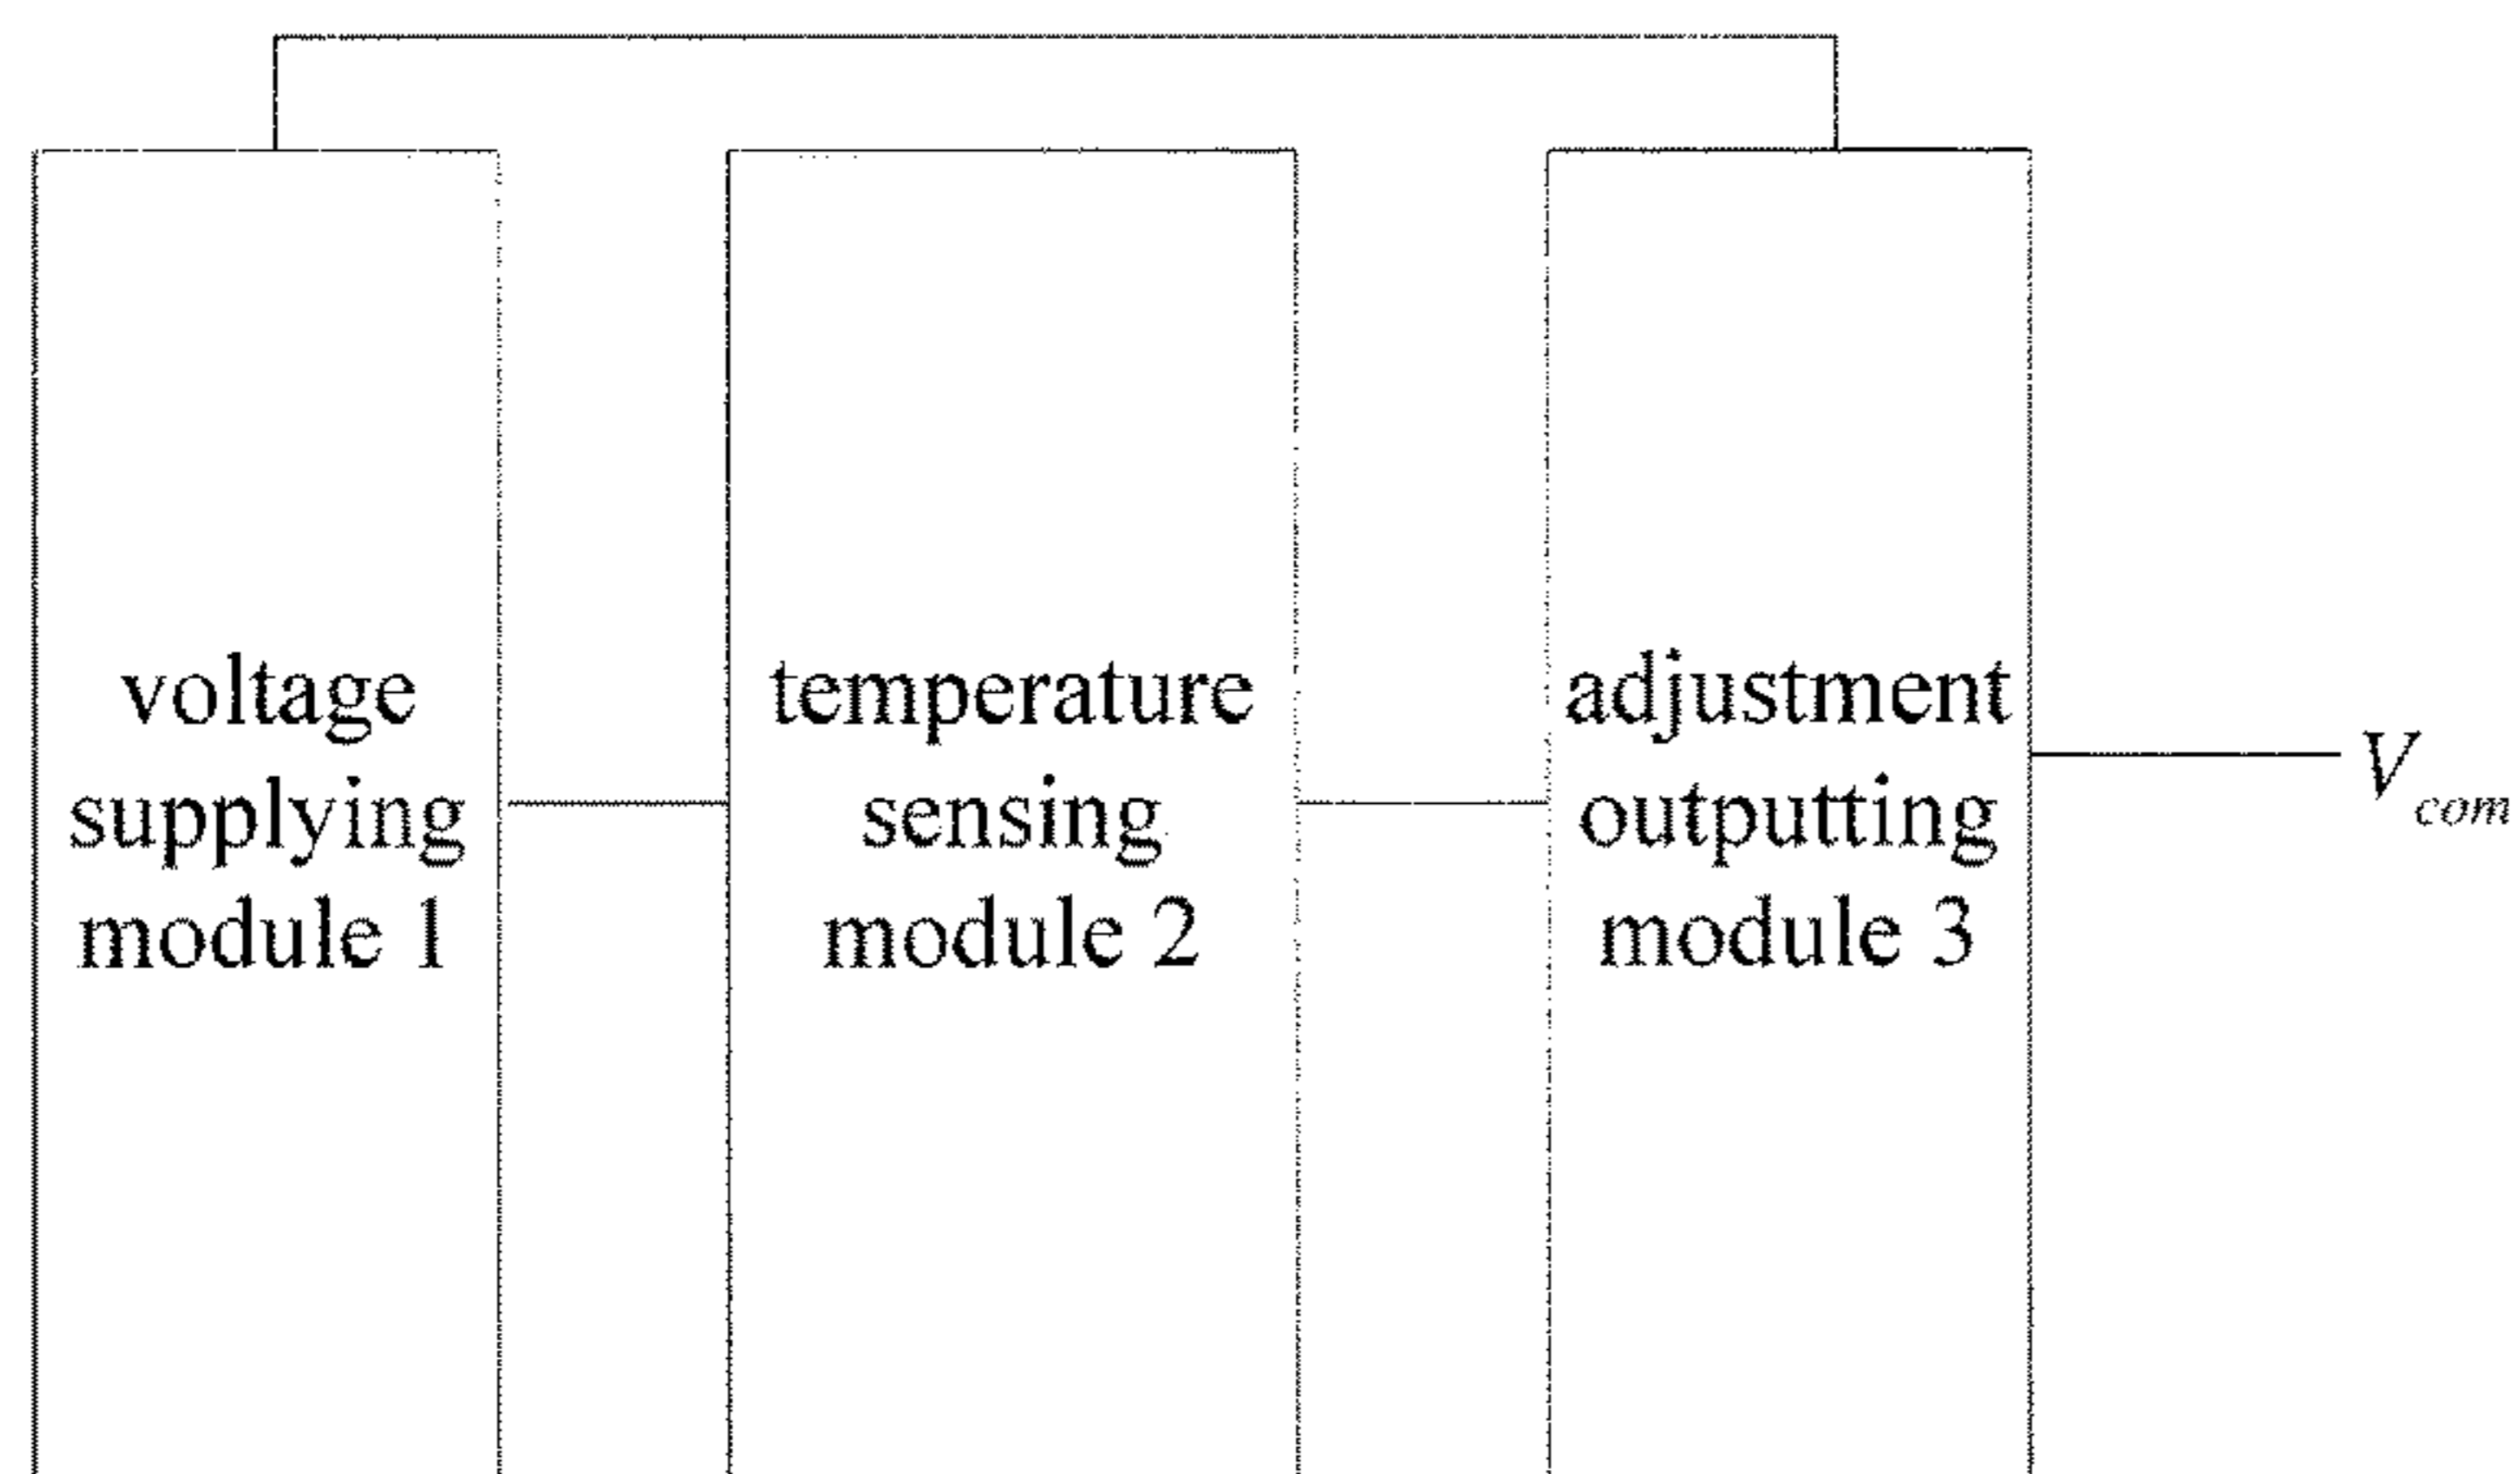 voltage
supplying
module 1
temperature
sensing
module 2
adjustment
outputting
module 3
V_com